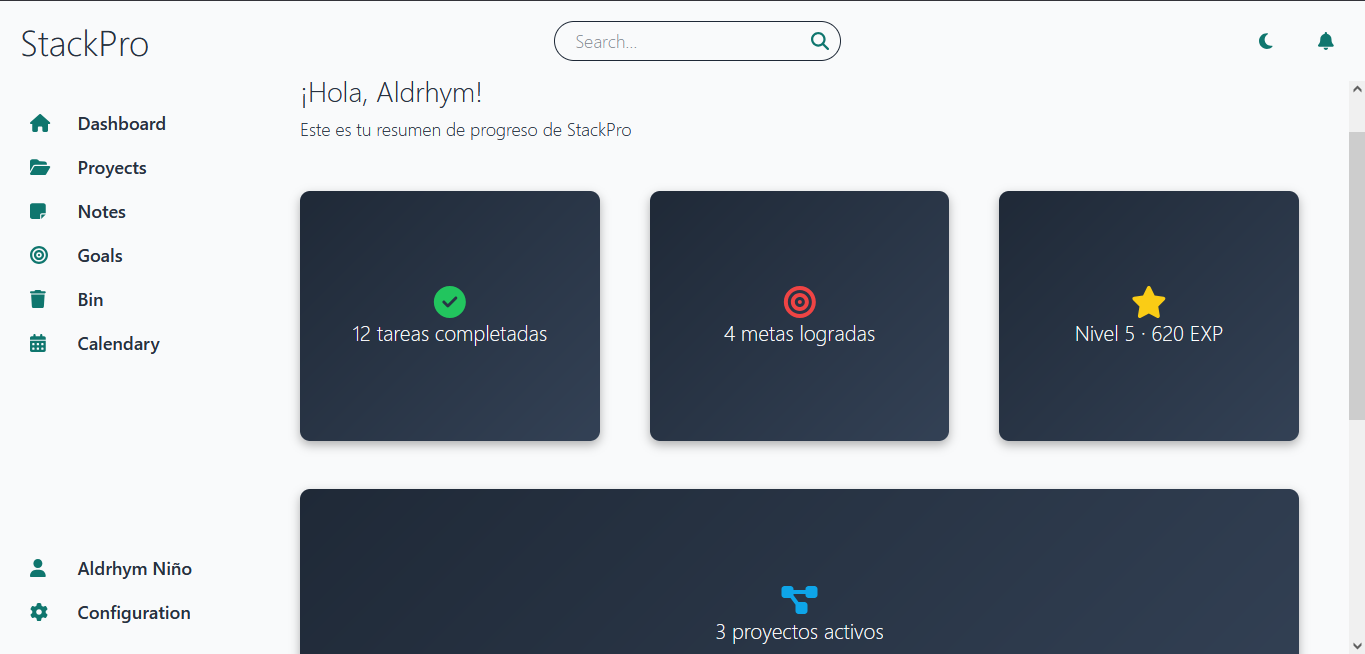 StackPro
Search...
Dashboard
Proyects
Notes
Goals
Bin
Calendary
Aldrhym Niño
Configuration
¡Hola, Aldrhym!
Este es tu resumen de progreso de StackPro
12 tareas completadas
4 metas logradas
Nivel 5 · 620 EXP
3 proyectos activos